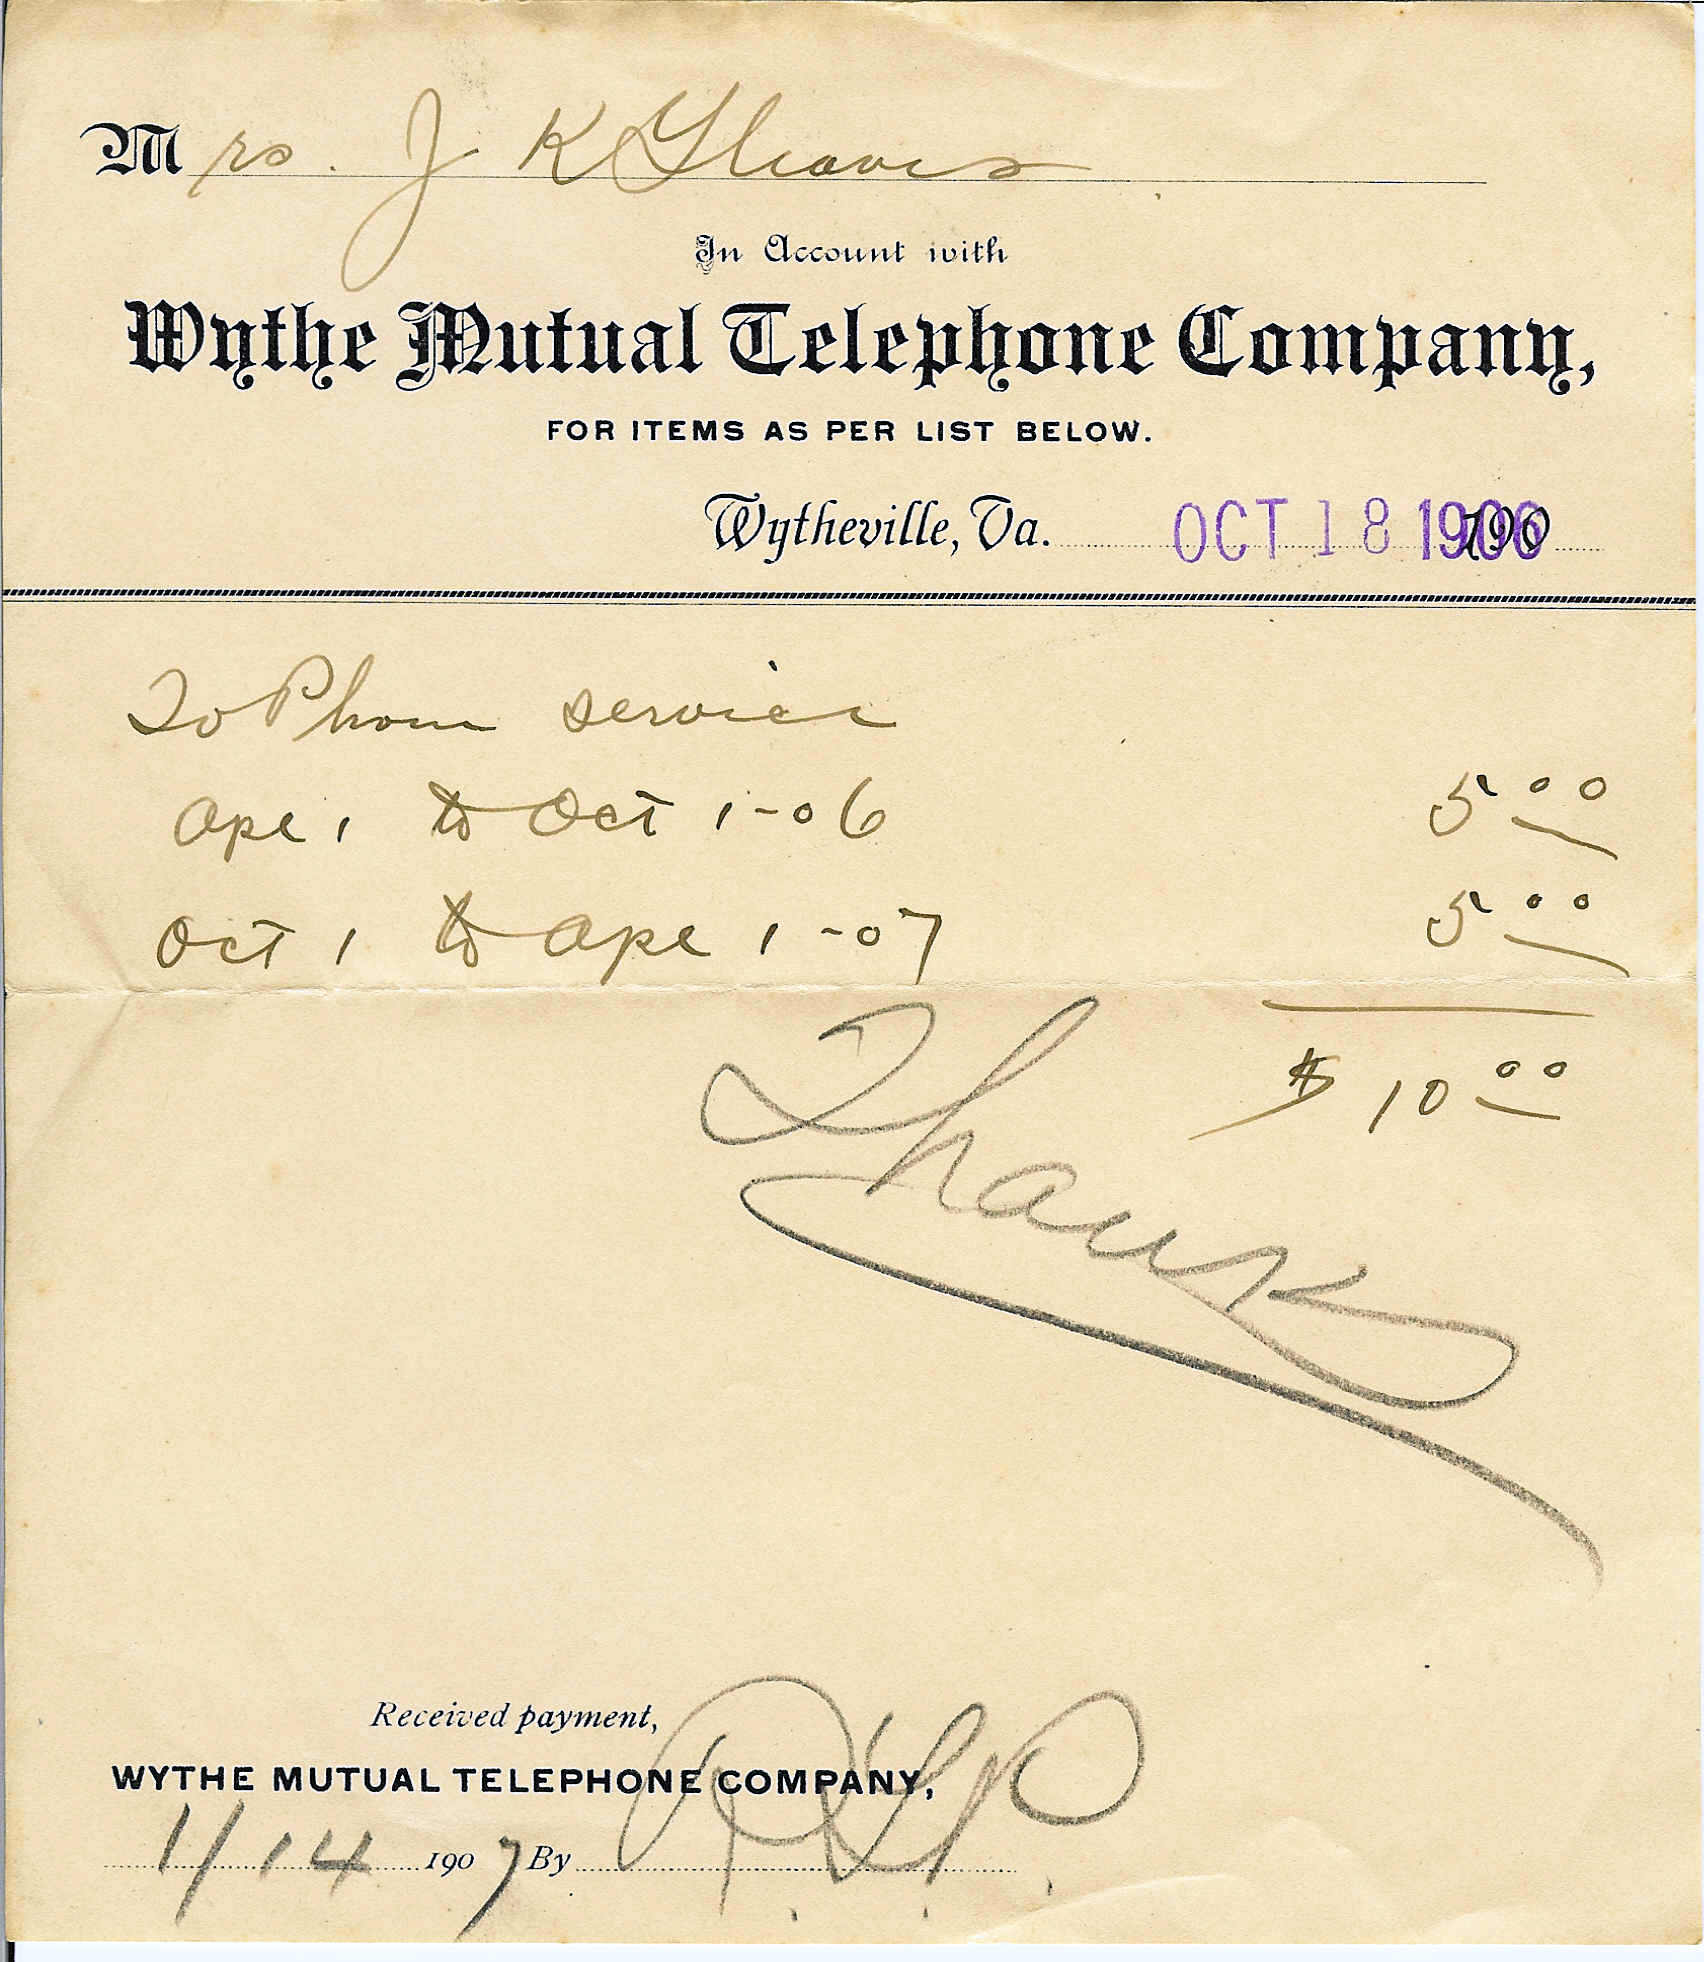 Mrs. J K Gleaves
In Account with
Wythe Mutual Telephone Company,
FOR ITEMS AS PER LIST BELOW.
Wytheville, Va. OCT 18 1906 190
To Phone service
Apr 1 to Oct 1-06 5 00
Oct 1 to Apr 1-07 5 00
$ 10 00
Thanks
Received payment,
WYTHE MUTUAL TELEPHONE COMPANY,
1/14 1907 By